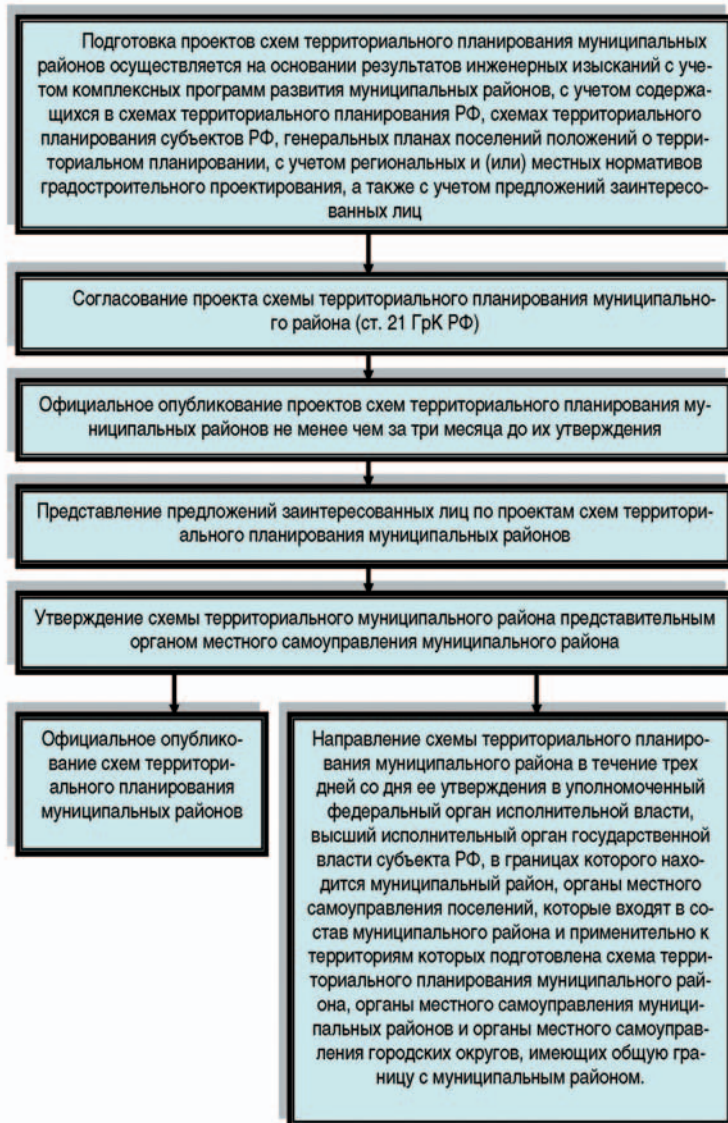 Подготовка проектов схем территориального планирования муниципальных
районов осуществляется на основании результатов инженерных изысканий с уче-
том комплексных программ развития муниципальных районов, с учетом содержа-
щихся в схемах территориального планирования РФ, схемах территориального
планирования субъектов РФ, генеральных планах поселений положений о терри-
ториальном планировании, с учетом региональных и (или) местных нормативов
градостроительного проектирования, а также с учетом предложений заинтересо-
ванных лиц
Согласование проекта схемы территориального планирования муниципально-
го района (ст. 21 ГрК РФ)
Официальное опубликование проектов схем территориального планирования му-
ниципальных районов не менее чем за три месяца до их утверждения
Представление предложений заинтересованных лиц по проектам схем территори-
ального планирования муниципальных районов
Утверждение схемы территориального муниципального района представительным
органом местного самоуправления муниципального района
Официальное опублико-
вание схем территори-
ального планирования
муниципальных районов
Направление схемы территориального планиро-
вания муниципального района в течение трех
дней со дня ее утверждения в уполномоченный
федеральный орган исполнительной власти,
высший исполнительный орган государственной
власти субъекта РФ, в границах которого нахо-
дится муниципальный район, органы местного
самоуправления поселений, которые входят в со-
став муниципального района и применительно к
территориям которых подготовлена схема терри-
ториального планирования муниципального рай-
она, органы местного самоуправления муници-
пальных районов и органы местного самоуправ-
ления городских округов, имеющих общую гра-
ницу с муниципальным районом.